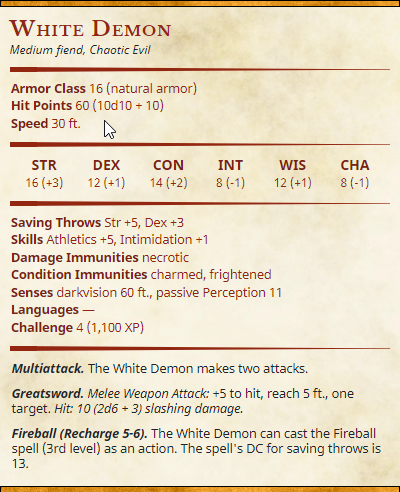 White Demon
Medium fiend, Chaotic Evil
Armor Class 16 (natural armor)
Hit Points 60 (10d10 + 10)
Speed 30 ft.
STR DEX CON INT WIS CHA
16 (+3) 12 (+1) 14 (+2) 8 (-1) 12 (+1) 8 (-1)
Saving Throws Str +5, Dex +3
Skills Athletics +5, Intimidation +1
Damage Immunities necrotic
Condition Immunities charmed, frightened
Senses darkvision 60 ft., passive Perception 11
Languages —
Challenge 4 (1,100 XP)
Multiattack. The White Demon makes two attacks.
Greatsword. Melee Weapon Attack: +5 to hit, reach 5 ft., one
target. Hit: 10 (2d6 + 3) slashing damage.
Fireball (Recharge 5-6). The White Demon can cast the Fireball
spell (3rd level) as an action. The spell's DC for saving throws is
13.